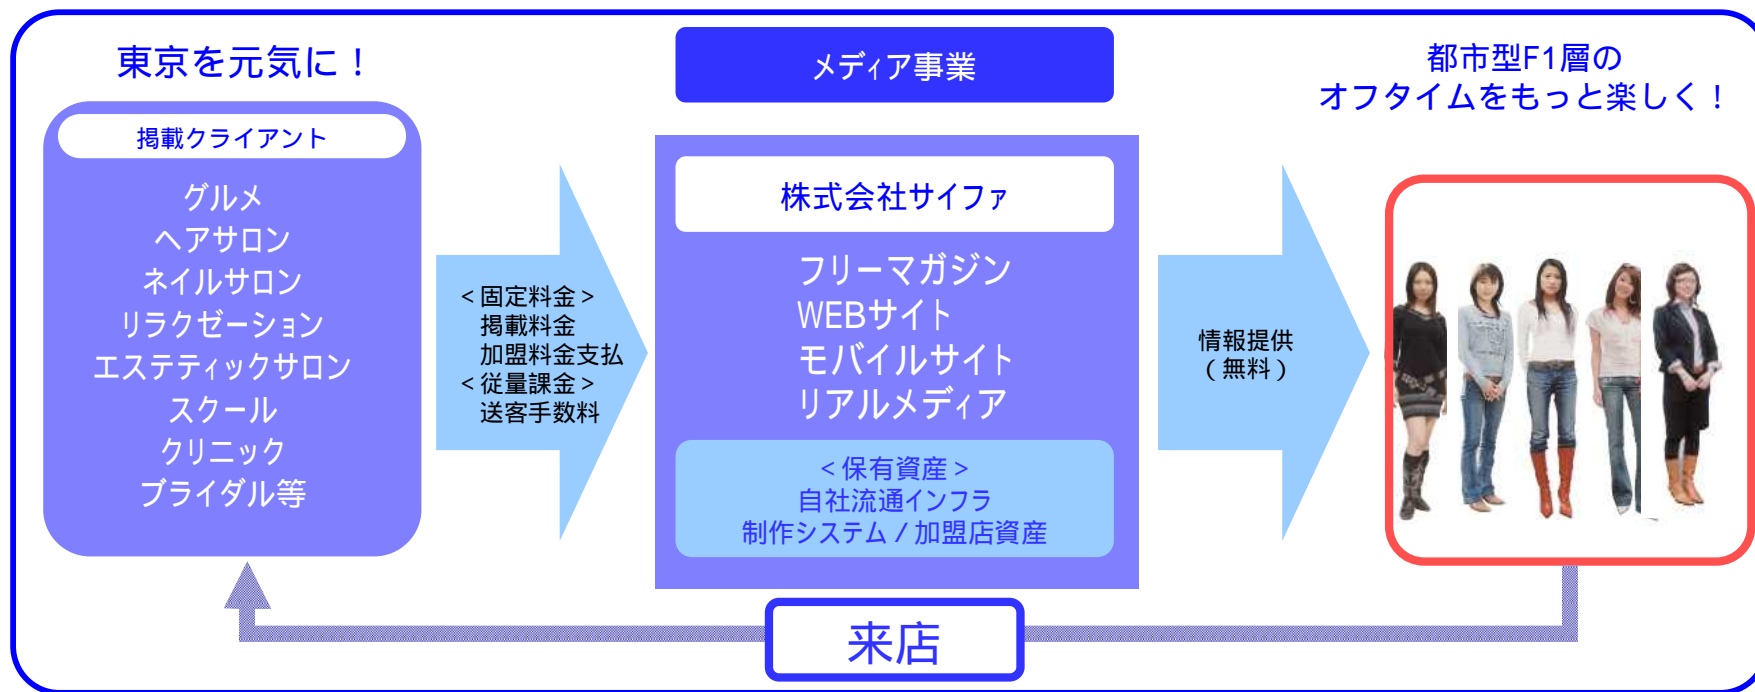 東京を元気に!
掲載クライアント
グルメ
ヘアサロン
ネイルサロン
リラクゼーション
エステティックサロン
スクール
クリニック
ブライダル等
<固定料金>
掲載料金
加盟料金支払
<従量課金>
送客手数料
メディア事業
株式会社サイファ
フリーマガジン
WEBサイト
モバイルサイト
リアルメディア
<保有資産>
自社流通インフラ
制作システム/加盟店資産
情報提供
(無料)
都市型F1層の
オフタイムをもっと楽しく!
来店